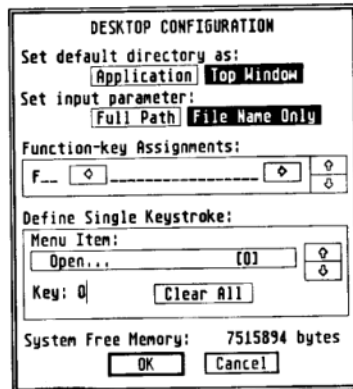 DESKTOP CONFIGURATION
Set default directory as:
Application Top Window
Set input parameter:
Full Path File Name Only
Function-key Assignments:
F__ ___________________
Define Single Keystroke:
Menu Item:
Open... [O]
Key: O Clear All
System Free Memory: 7515894 bytes
OK Cancel